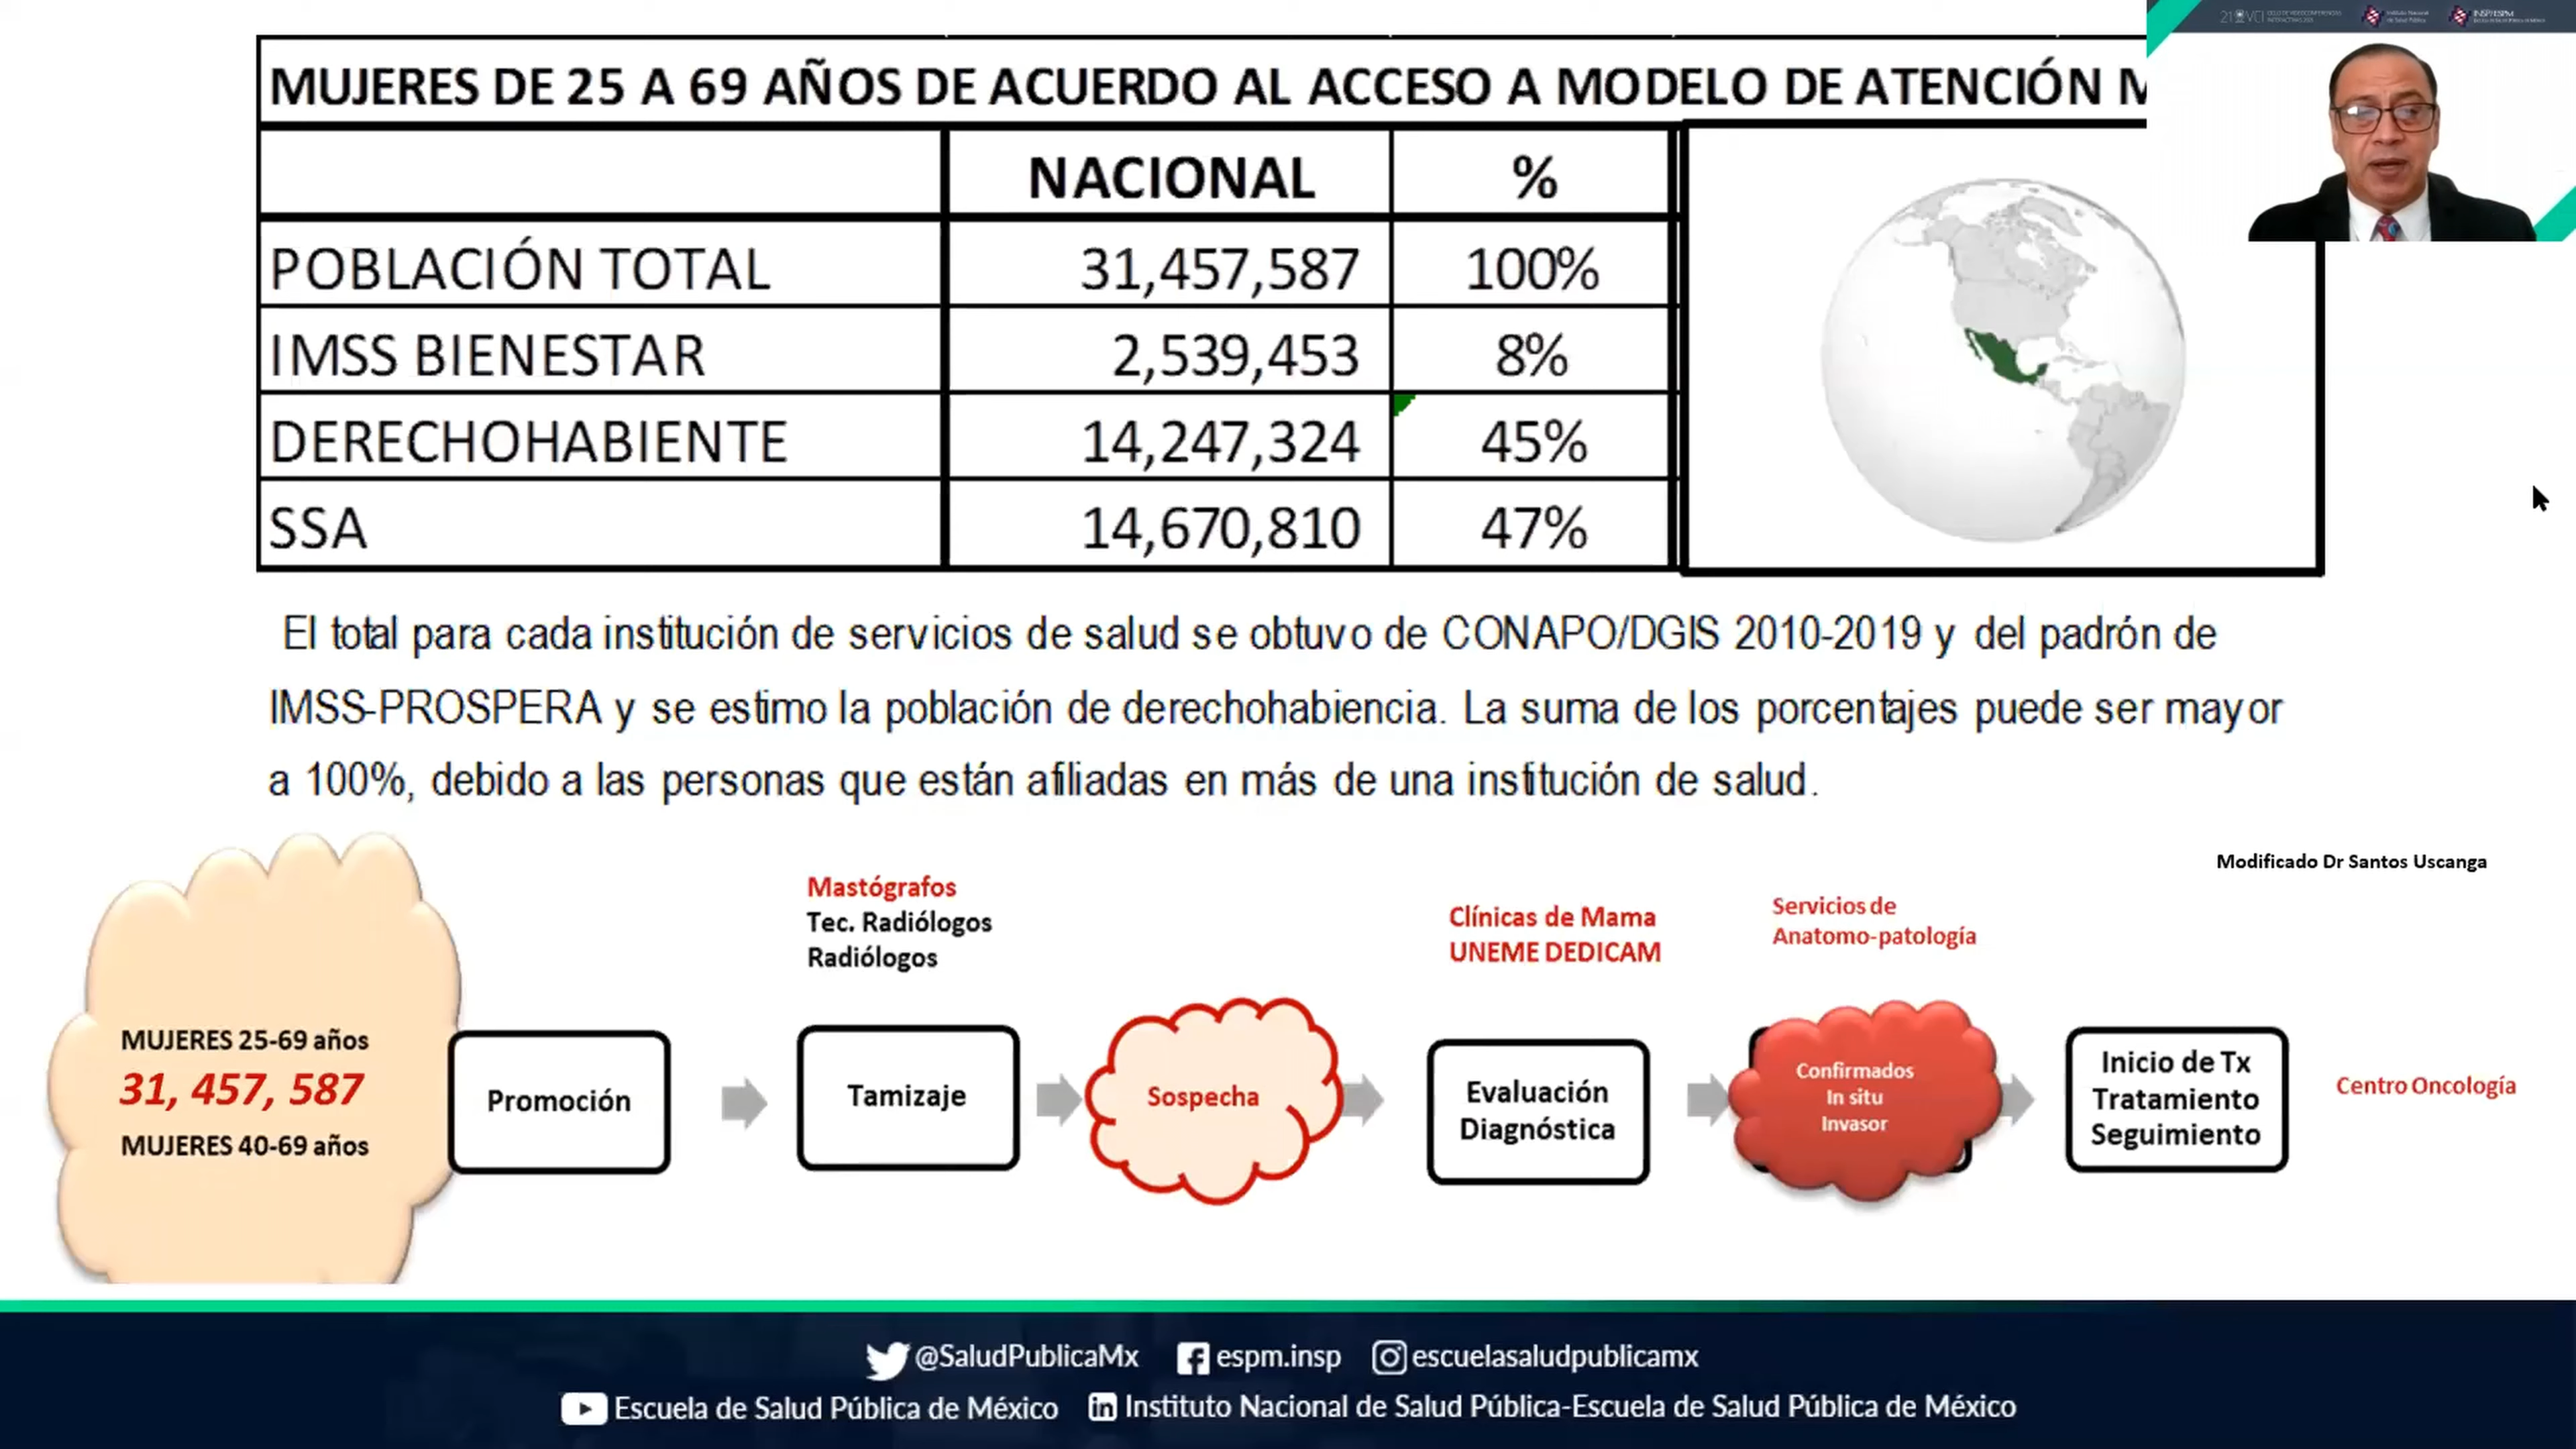 MUJERES DE 25 A 69 AÑOS DE ACUERDO AL ACCESO A MODELO DE ATENCIÓN M
NACIONAL %
POBLACIÓN TOTAL 31,457,587 100%
IMSS BIENESTAR 2,539,453 8%
DERECHOHABIENTE 14,247,324 45%
SSA 14,670,810 47%
El total para cada institución de servicios de salud se obtuvo de CONAPO/DGIS 2010-2019 y del padrón de
IMSS-PROSPERA y se estimo la población de derechohabiencia. La suma de los porcentajes puede ser mayor
a 100%, debido a las personas que están afiliadas en más de una institución de salud.
Modificado Dr Santos Uscanga
MUJERES 25-69 años
31, 457, 587
MUJERES 40-69 años
Promoción
Mastógrafos
Tec. Radiólogos
Radiólogos
Tamizaje
Sospecha
Clínicas de Mama
UNEME DEDICAM
Evaluación
Diagnóstica
Servicios de
Anatomo-patología
Confirmados
In situ
Invasor
Inicio de Tx
Tratamiento
Seguimiento
Centro Oncología
@SaludPublicaMx espm.insp escuelasaludpublicamx
Escuela de Salud Pública de México in Instituto Nacional de Salud Pública-Escuela de Salud Pública de México